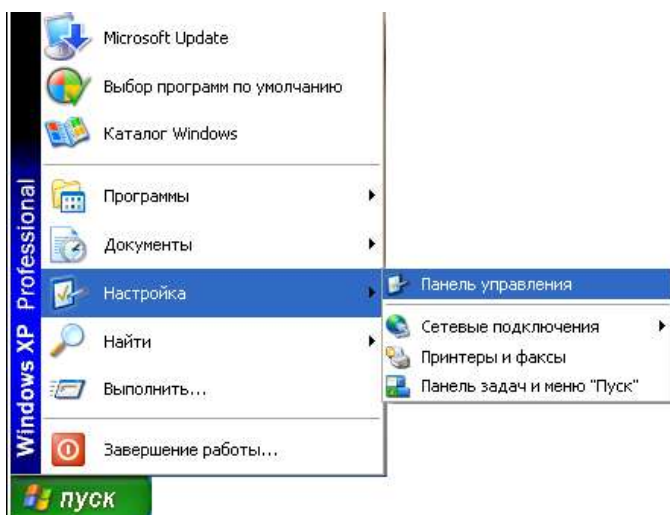 Microsoft Update
Выбор программ по умолчанию
Каталог Windows
Программы
Документы
Настройка
Найти
Выполнить...
Завершение работы...
Панель управления
Сетевые подключения
Принтеры и факсы
Панель задач и меню "Пуск"
Windows XP Professional
пуск